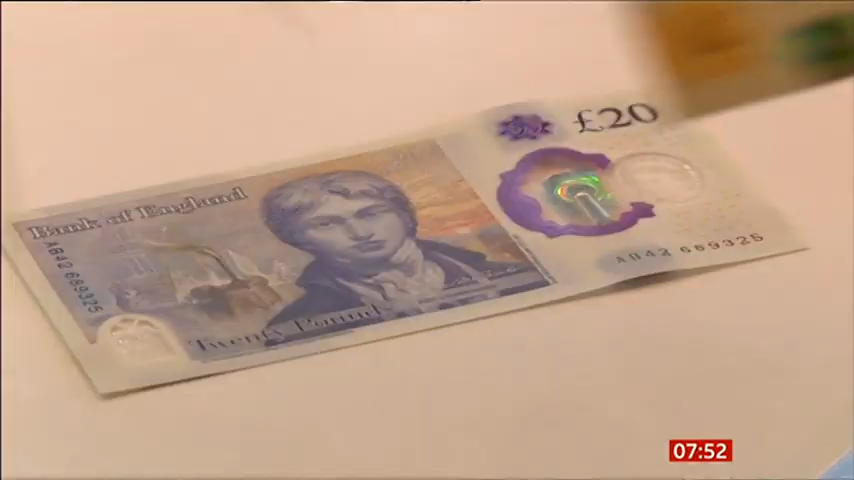 £20
Bank of England
AB42 669325
AB42 669325
Twenty Pounds
07:52